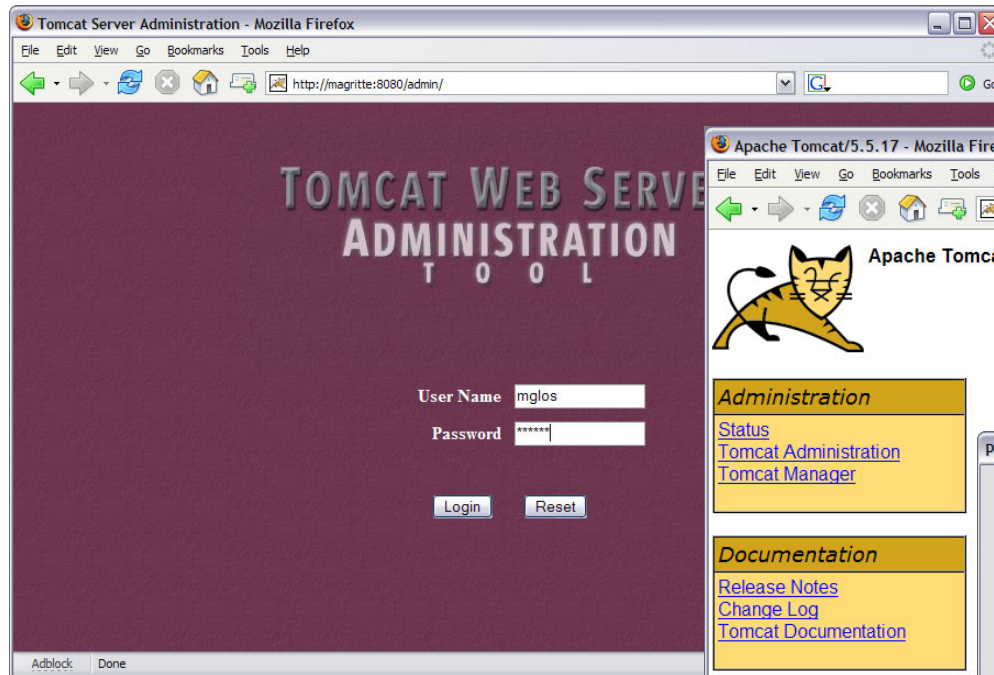 Tomcat Server Administration - Mozilla Firefox
File Edit View Go Bookmarks Tools Help
http://magritte:8080/admin/
G
Go
TOMCAT WEB SERVE
ADMINISTRATION
TOOL
User Name mglos
Password ******
Login Reset
Adblock Done
Apache Tomcat/5.5.17 - Mozilla Fire
File Edit View Go Bookmarks Tools
Apache Tomca
Administration
Status
Tomcat Administration
Tomcat Manager
Documentation
Release Notes
Change Log
Tomcat Documentation
P